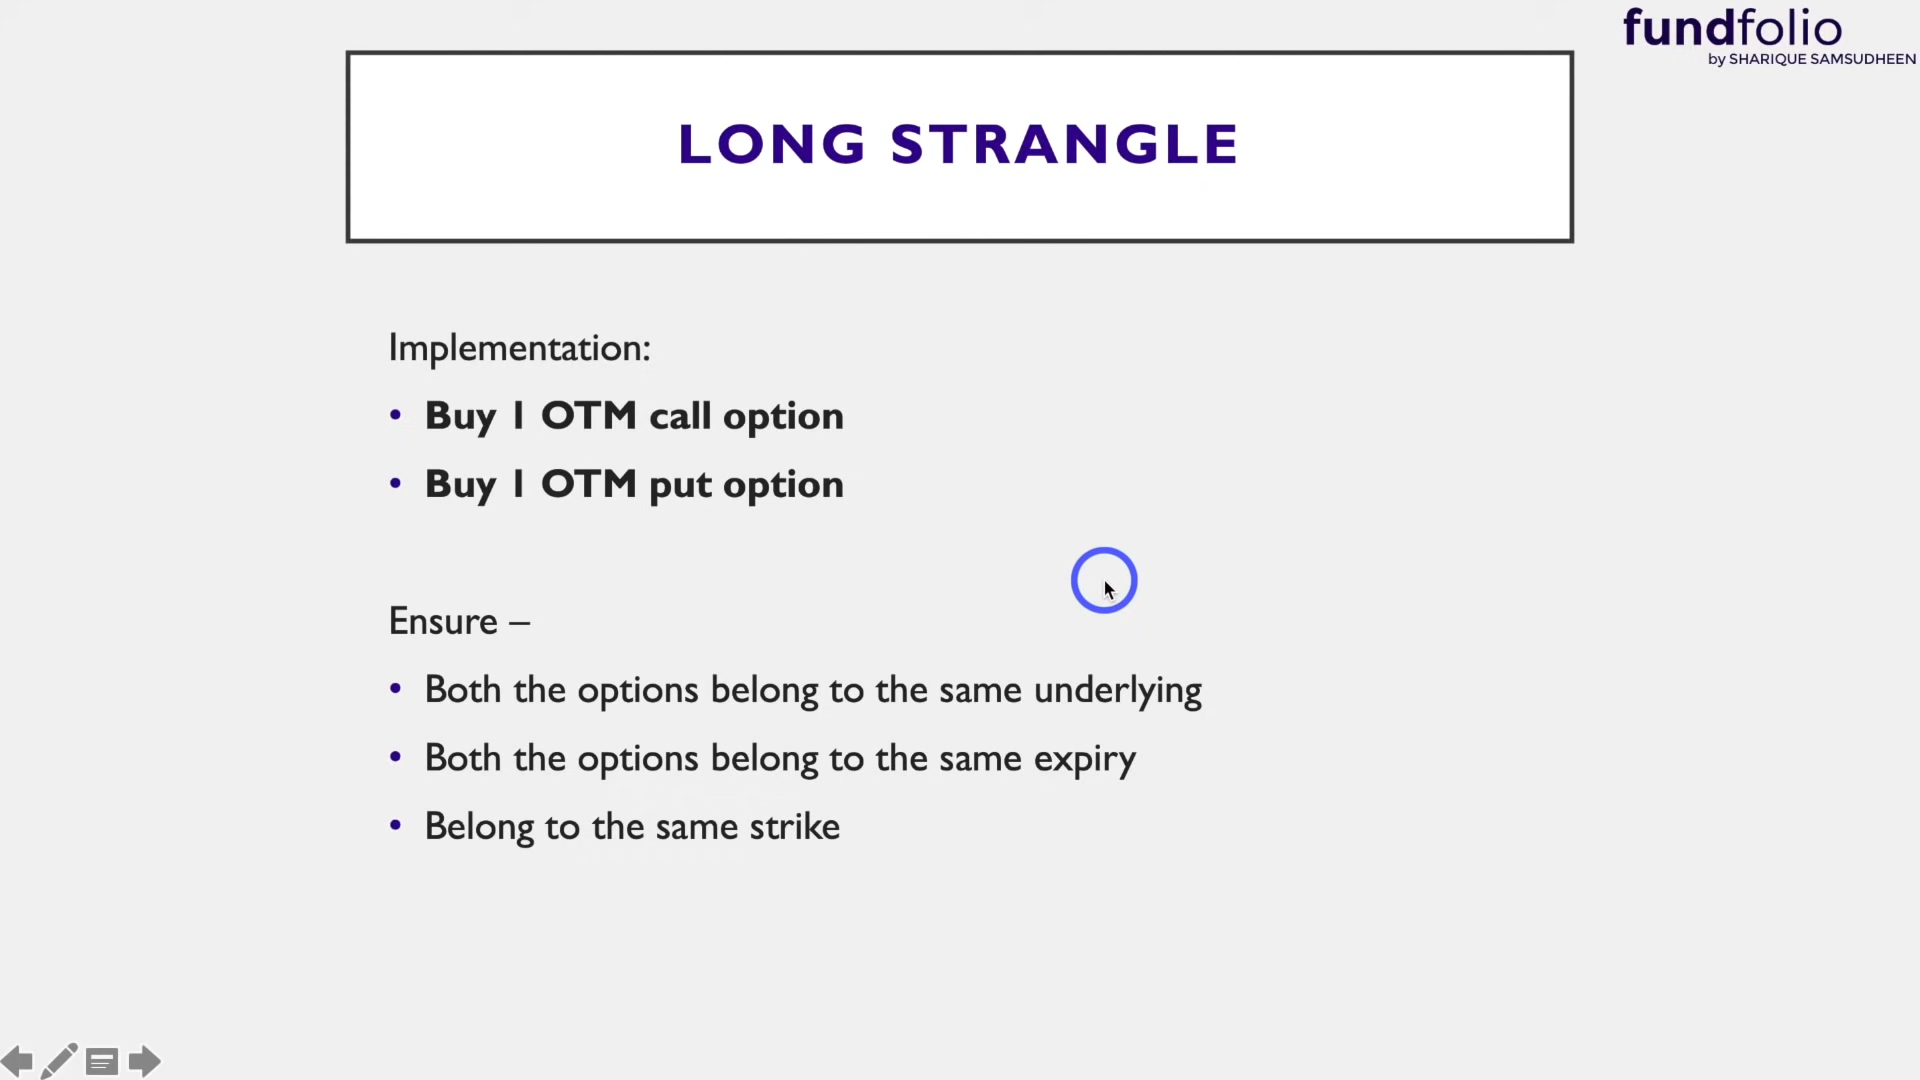 fundfolio
by SHARIQUE SAMSUDHEEN
LONG STRANGLE
Implementation:
• Buy 1 OTM call option
• Buy 1 OTM put option
Ensure –
• Both the options belong to the same underlying
• Both the options belong to the same expiry
• Belong to the same strike